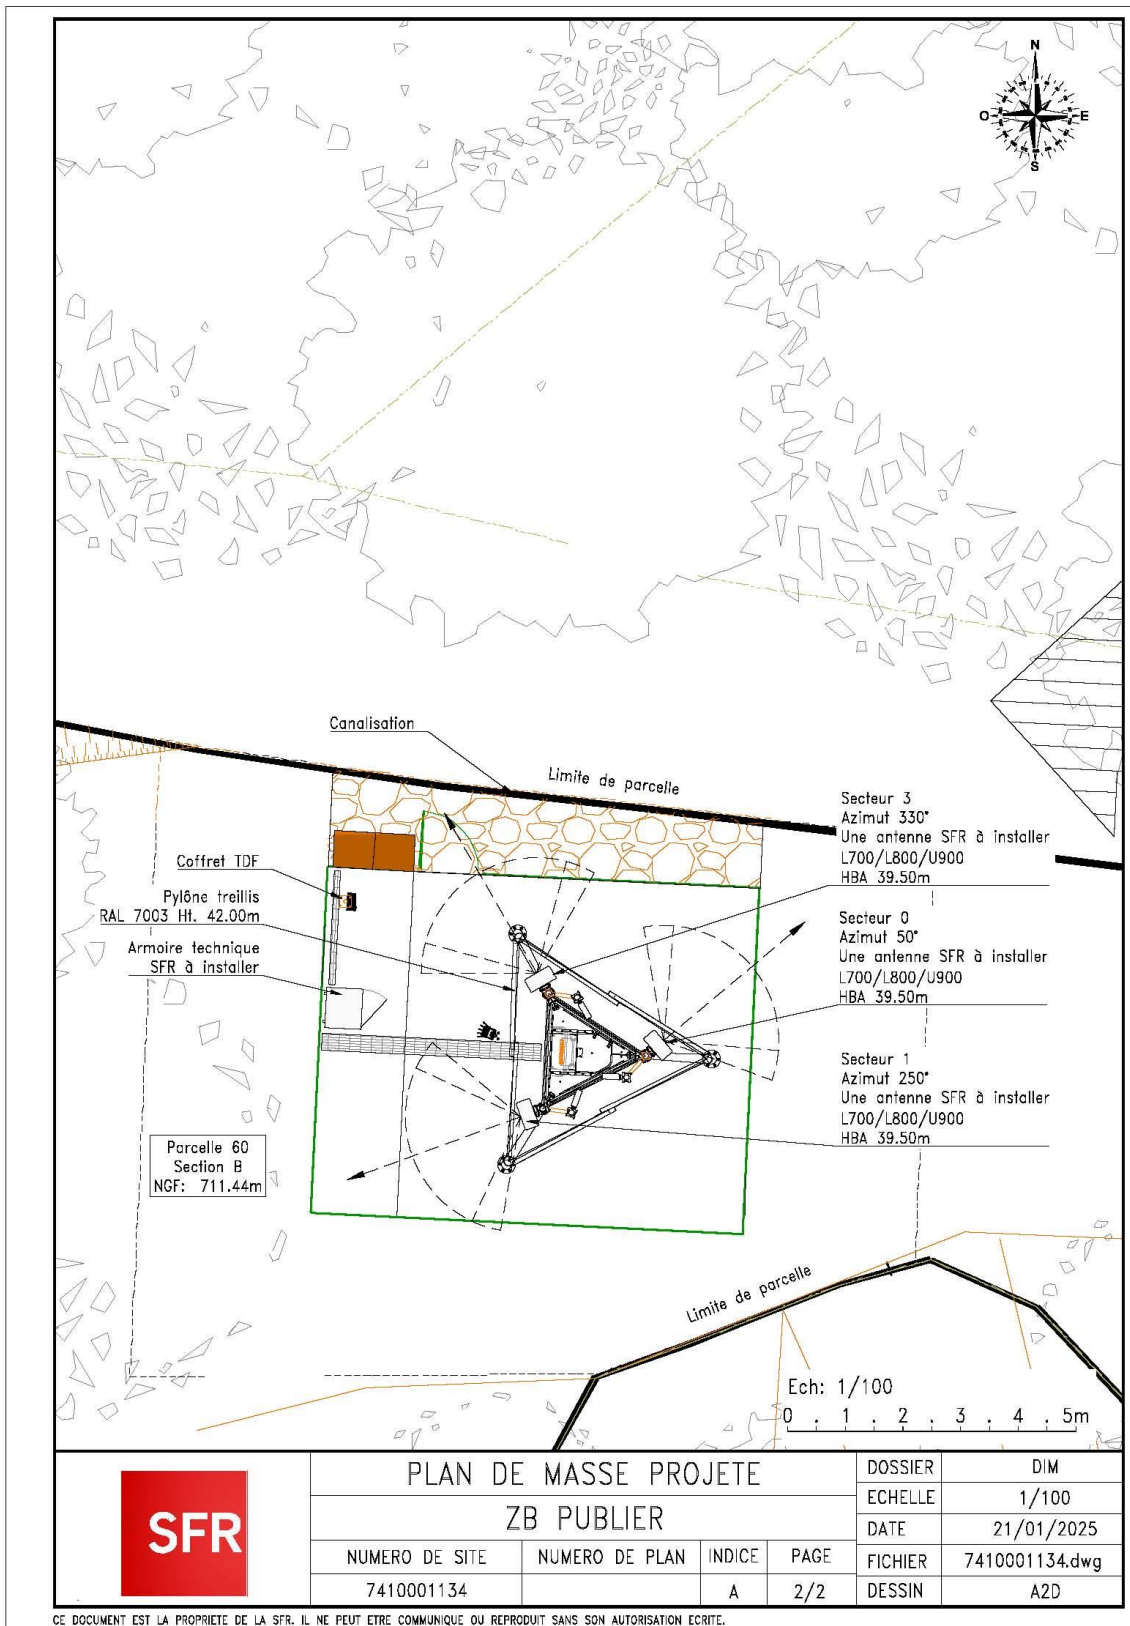 N
O
E
S
Canalisation
Limite de parcelle
Secteur 3
Azimut 330°
Une antenne SFR à installer
L700/L800/U900
HBA 39.50m
Coffret TDF
Pylône treillis
RAL 7003 Ht. 42.00m
Armoire technique
SFR à installer
Secteur 0
Azimut 50°
Une antenne SFR à installer
L700/L800/U900
HBA 39.50m
Secteur 1
Azimut 250°
Une antenne SFR à installer
L700/L800/U900
HBA 39.50m
Parcelle 60
Section B
NGF: 711.44m
Limite de parcelle
Ech: 1/100
0 . 1 . 2 . 3 . 4 . 5m
SFR
PLAN DE MASSE PROJETE
ZB PUBLIER
NUMERO DE SITE NUMERO DE PLAN INDICE PAGE
7410001134 A 2/2
DOSSIER DIM
ECHELLE 1/100
DATE 21/01/2025
FICHIER 7410001134.dwg
DESSIN A2D
CE DOCUMENT EST LA PROPRIETE DE LA SFR. IL NE PEUT ETRE COMMUNIQUE OU REPRODUIT SANS SON AUTORISATION ECRITE.